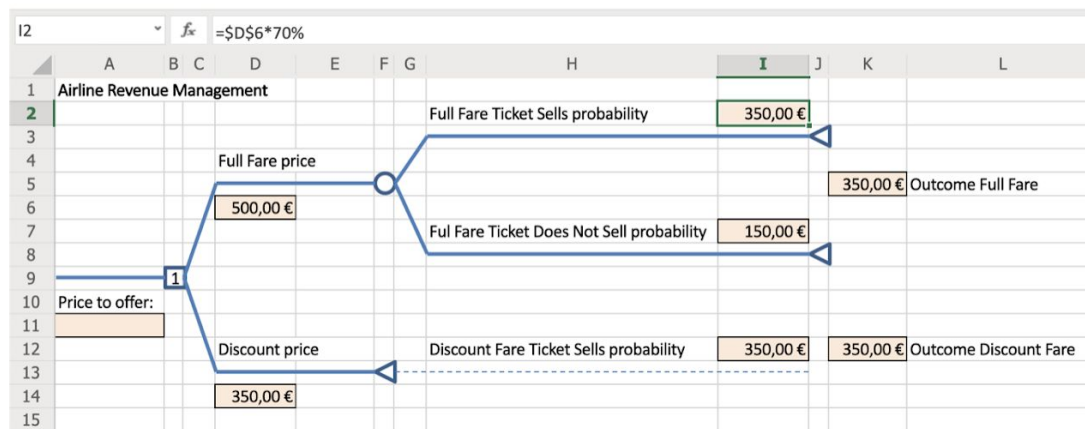 I2 fx =$D$6*70%
A B C D E F G H I J K L
1 Airline Revenue Management
2 Full Fare Ticket Sells probability 350,00 €
3
4 Full Fare price
5 350,00 € Outcome Full Fare
6 500,00 €
7 Ful Fare Ticket Does Not Sell probability 150,00 €
8
9 1
10 Price to offer:
11
12 Discount price Discount Fare Ticket Sells probability 350,00 € 350,00 € Outcome Discount Fare
13
14 350,00 €
15